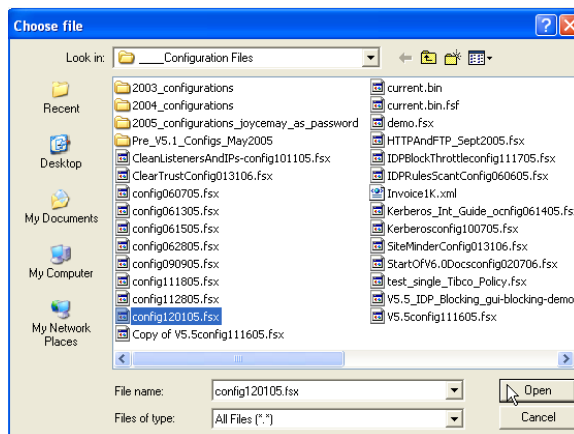 Choose file
Look in:
____Configuration Files
Recent
Desktop
My Documents
My Computer
My Network
Places
2003_configurations
2004_configurations
2005_configurations_joycemay_as_password
Pre_V5.1_Configs_May2005
CleanListenersAndIPs-config101105.fsx
ClearTrustConfig013106.fsx
config060705.fsx
config061305.fsx
config061505.fsx
config062805.fsx
config090905.fsx
config111805.fsx
config112805.fsx
config120105.fsx
Copy of V5.5config111605.fsx
current.bin
current.bin.fsf
demo.fsx
HTTPAndFTP_Sept2005.fsx
IDPBlockThrottleconfig111705.fsx
IDPRulesScantConfig060605.fsx
Invoice1K.xml
Kerberos_Int_Guide_ocnfig061405.fsx
Kerberosconfig100705.fsx
SiteMinderConfig013106.fsx
StartOfV6.0Docsconfig020706.fsx
test_single_Tibco_Policy.fsx
V5.5_IDP_Blocking_gui-blocking-demo
V5.5config111605.fsx
File name:
config120105.fsx
Open
Files of type:
All Files (*.*)
Cancel